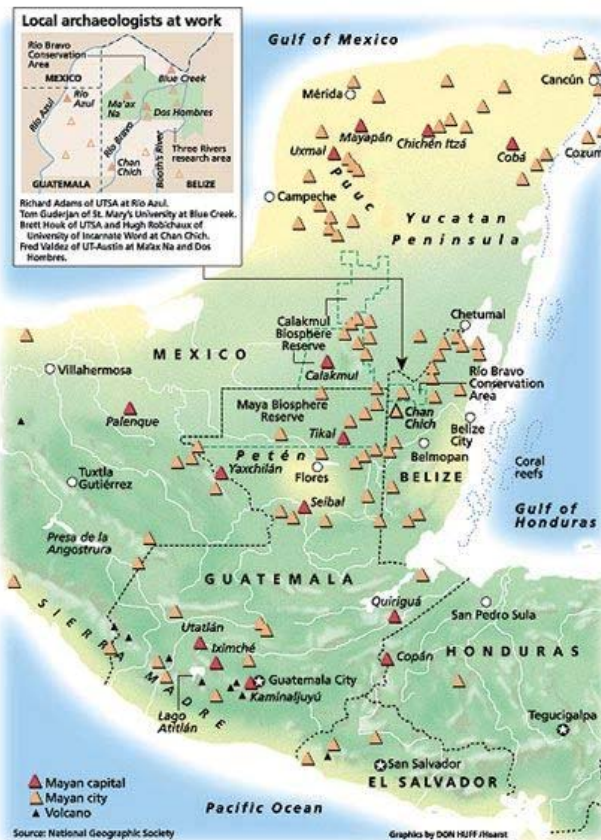 Local archaeologists at work
Rio Bravo
Conservation
Area
MEXICO
Blue Creek
Río
Azul
Río Azul
Ma'ax
Na
Dos Hombres
Río Bravo
Booth's River
Three Rivers
research area
Chan
Chich
GUATEMALA
BELIZE
Richard Adams of UTSA at Río Azul.
Tom Guderjan of St. Mary's University at Blue Creek.
Brett Houk of UTSA and Hugh Robichaux of
University of Incarnate Word at Chan Chich.
Fred Valdez of UT-Austin at Ma'ax Na and Dos
Hombres.
Gulf of Mexico
Cancún
Mérida
Mayapán
Chichén Itzá
Uxmal
Cobá
Cozum
Puuc
Campeche
Yucatan
Peninsula
Calakmul
Biosphere
Reserve
Chetumal
MEXICO
Villahermosa
Calakmul
Río Bravo
Conservation
Area
Palenque
Maya Biosphere
Reserve
Chan
Chich
Tikal
Belize
City
Petén
Belmopan
Yaxchilán
Flores
BELIZE
Coral
reefs
Tuxtla
Gutiérrez
Seibal
Gulf of
Honduras
Presa de la
Angostrura
GUATEMALA
Quiriguá
San Pedro Sula
SIERRA MADRE
Utatlán
Iximché
Copán
HONDURAS
Guatemala City
Kaminaljuyú
Lago
Atitlán
Tegucigalpa
San Salvador
EL SALVADOR
Mayan capital
Mayan city
Volcano
Pacific Ocean
Source: National Geographic Society
Graphics by DON HUFF/Hearst